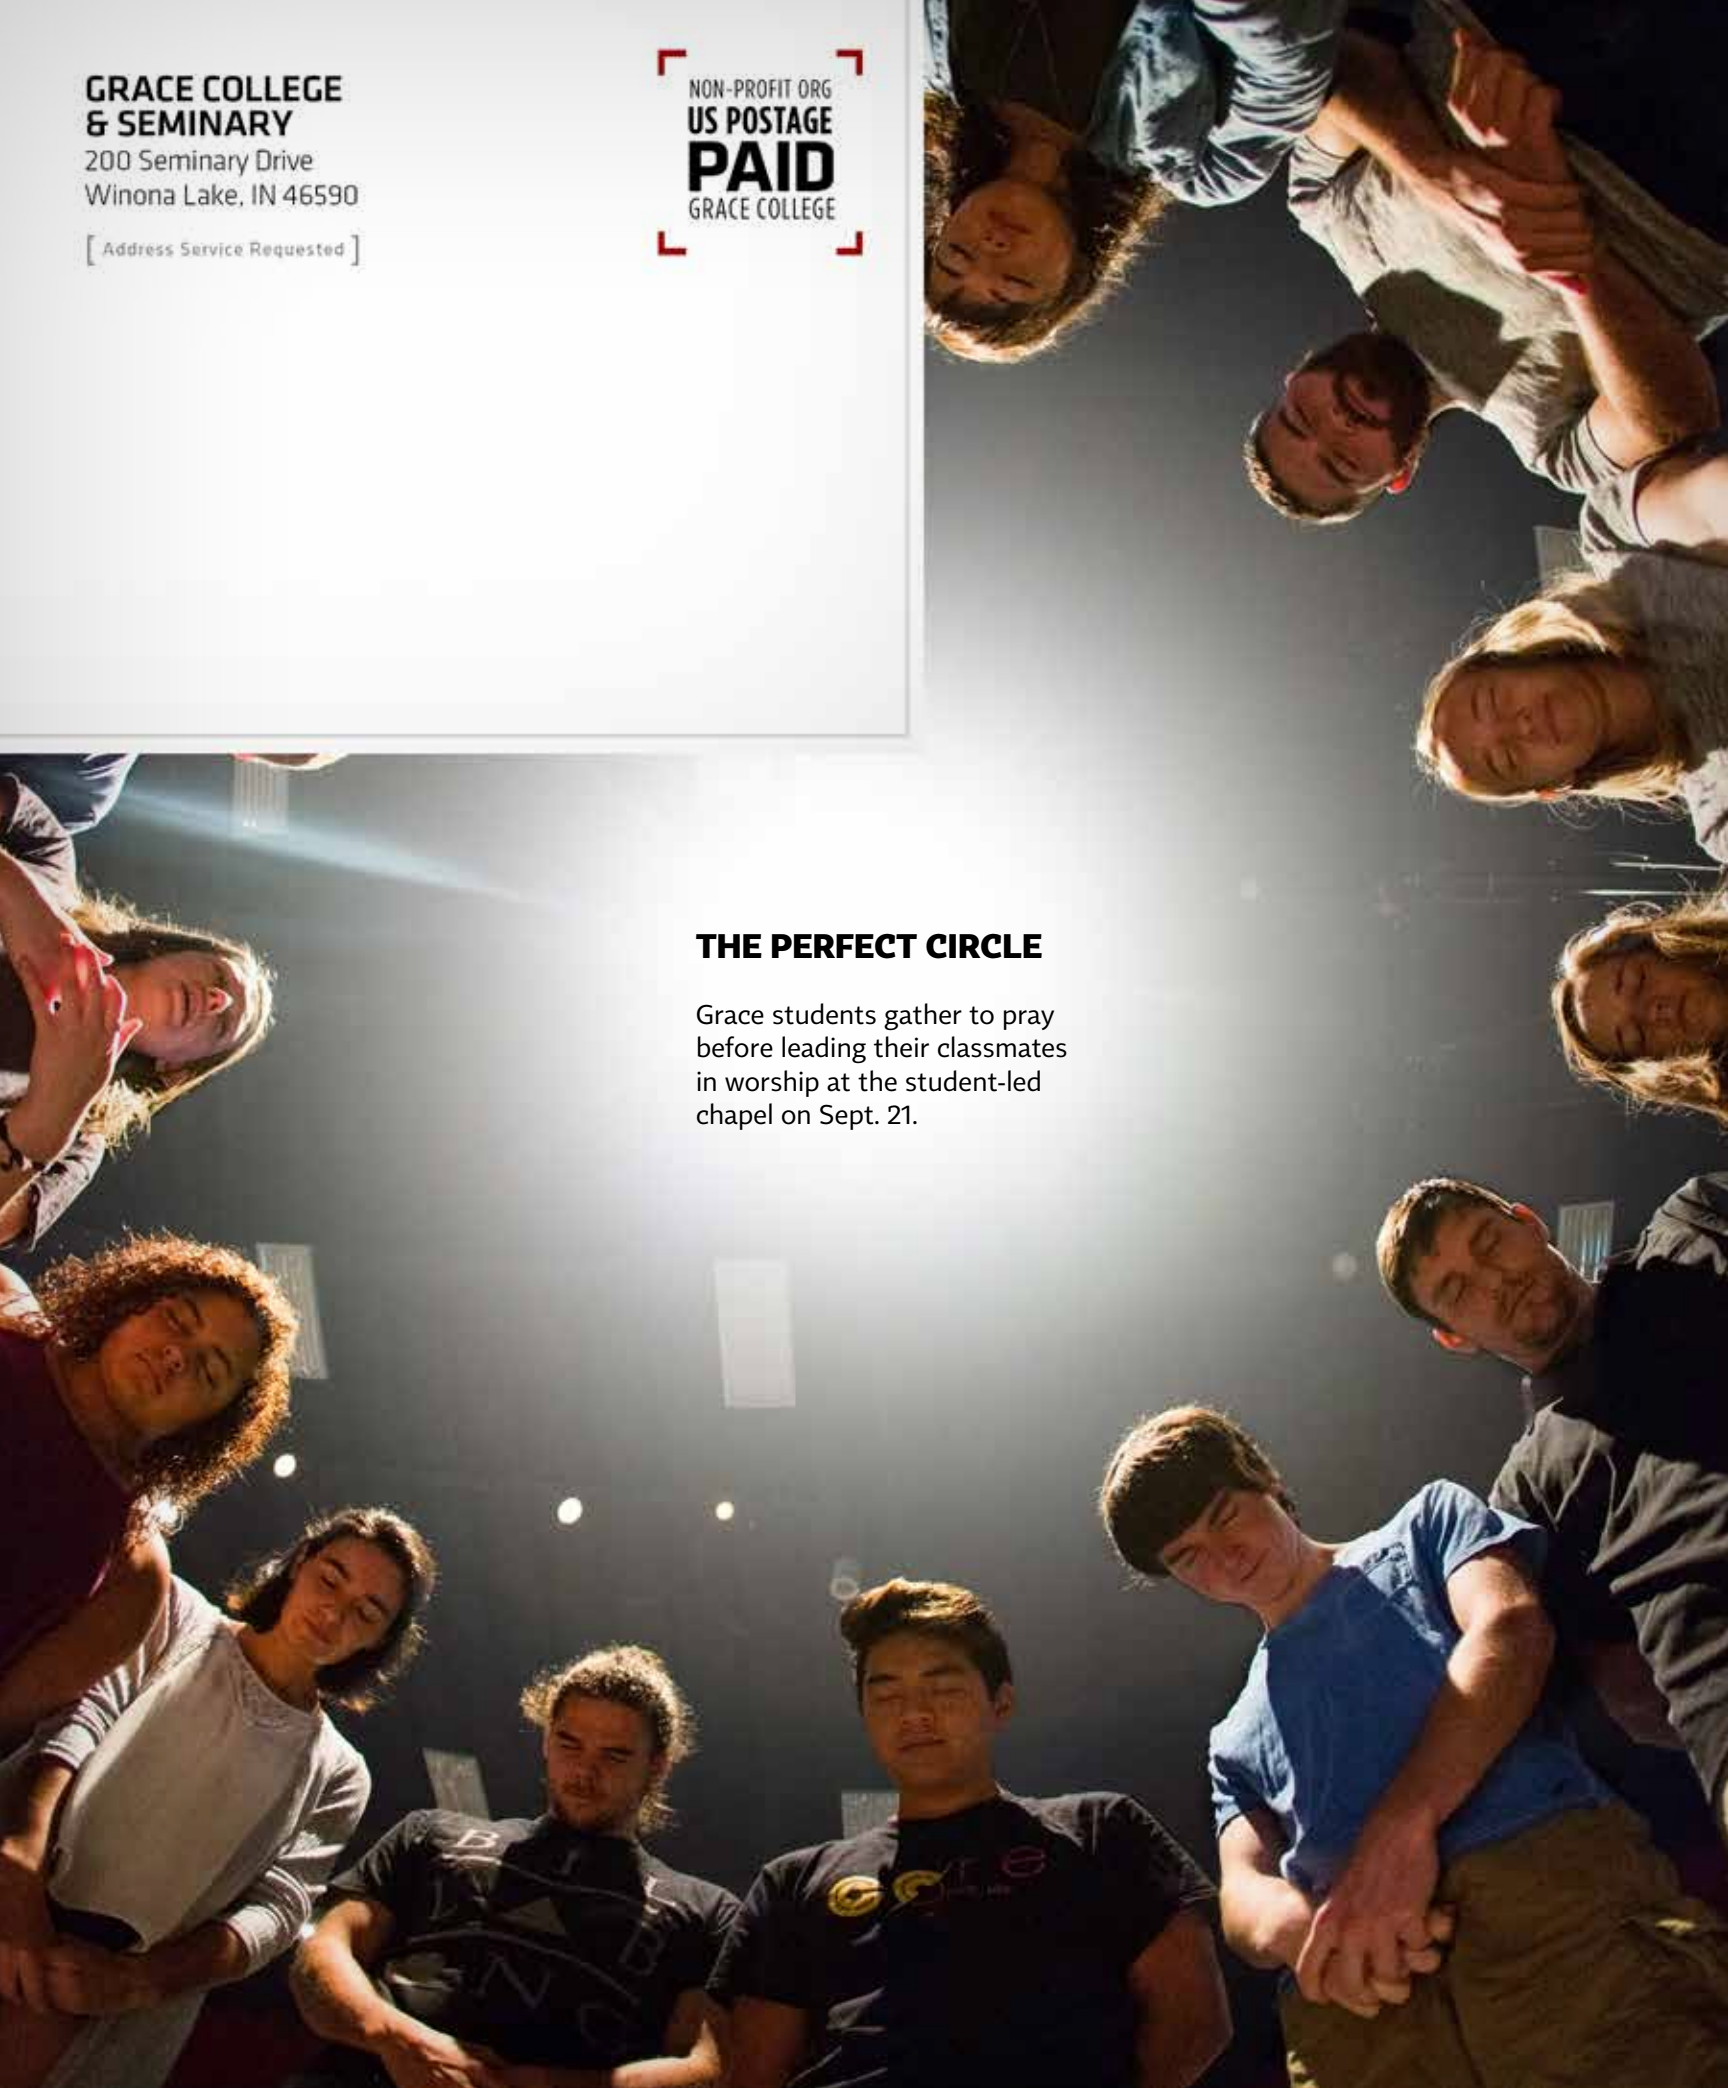 GRACE COLLEGE
& SEMINARY
200 Seminary Drive
Winona Lake, IN 46590
[ Address Service Requested ]
NON-PROFIT ORG
US POSTAGE
PAID
GRACE COLLEGE
THE PERFECT CIRCLE
Grace students gather to pray
before leading their classmates
in worship at the student-led
chapel on Sept. 21.